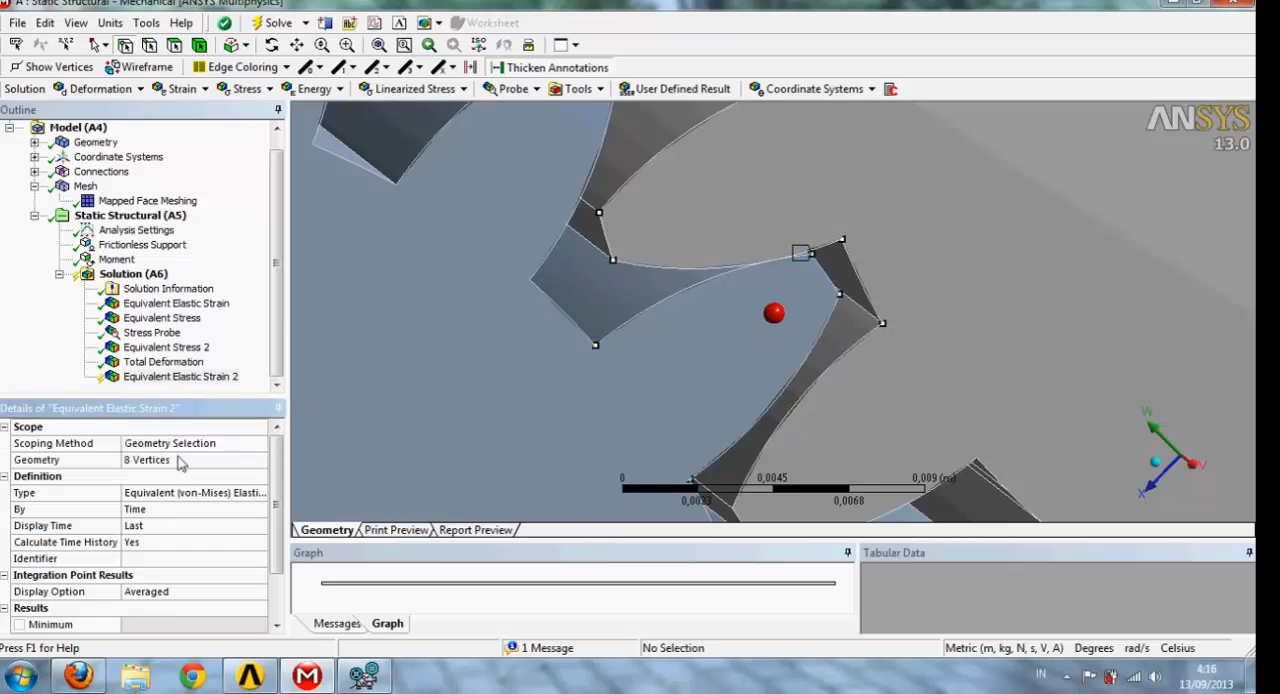 A : Static Structural - Mechanical [ANSYS Multiphysics]
File Edit View Units Tools Help Solve Worksheet
Show Vertices Wireframe Edge Coloring Thicken Annotations
Solution Deformation Strain Stress Energy Linearized Stress Probe Tools User Defined Result Coordinate Systems
Outline
Model (A4)
Geometry
Coordinate Systems
Connections
Mesh
Mapped Face Meshing
Static Structural (A5)
Analysis Settings
Frictionless Support
Moment
Solution (A6)
Solution Information
Equivalent Elastic Strain
Equivalent Stress
Stress Probe
Equivalent Stress 2
Total Deformation
Equivalent Elastic Strain 2
Details of "Equivalent Elastic Strain 2"
Scope
Scoping Method Geometry Selection
Geometry 8 Vertices
Definition
Type Equivalent (von-Mises) Elasti...
By Time
Display Time Last
Calculate Time History Yes
Identifier
Integration Point Results
Display Option Averaged
Results
Minimum
ANSYS
13.0
W
V
X
0 0,0045 0,009 (m)
0,0023 0,0068
Geometry Print Preview Report Preview
Graph
Tabular Data
Messages Graph
Press F1 for Help 1 Message No Selection Metric (m, kg, N, s, V, A) Degrees rad/s Celsius
IN 4:16
13/09/2013